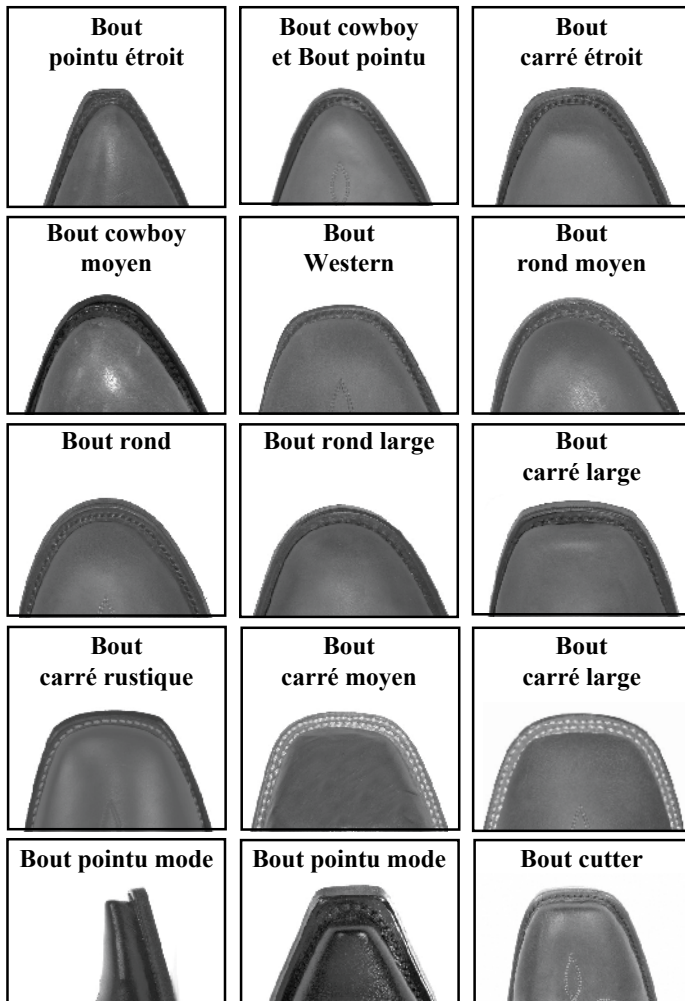 Bout
pointu étroit
Bout cowboy
et Bout pointu
Bout
carré étroit
Bout cowboy
moyen
Bout
Western
Bout
rond moyen
Bout rond
Bout rond large
Bout
carré large
Bout
carré rustique
Bout
carré moyen
Bout
carré large
Bout pointu mode
Bout pointu mode
Bout cutter